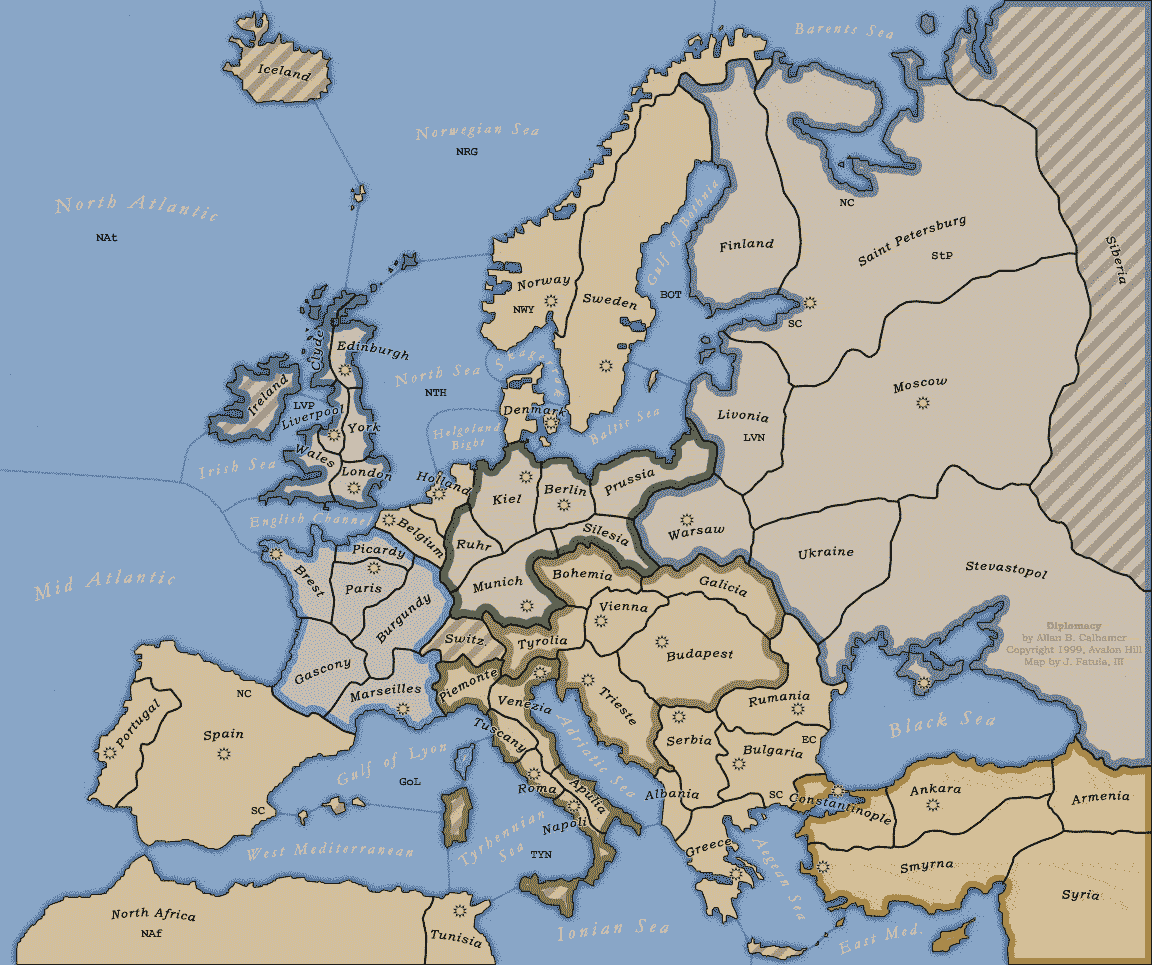 Barents Sea
Iceland
Norwegian Sea
NRG
North Atlantic
NAt
NC
Saint Petersburg
StP
Siberia
Finland
Gulf of Bothnia
BOT
Norway
NWY
Sweden
SC
Clyde
Edinburgh
North Sea
NTH
Skagerrak
Moscow
Ireland
LVP
Liverpool
York
Denmark
Helgoland
Bight
Baltic Sea
Livonia
LVN
Irish Sea
Wales
London
Holland
Kiel
Berlin
Prussia
English Channel
Belgium
Ruhr
Silesia
Warsaw
Ukraine
Stevastopol
Mid Atlantic
Brest
Picardy
Paris
Burgundy
Munich
Bohemia
Galicia
Vienna
Diplomacy
by Allan B. Calhamer
Copyright 1999, Avalon Hill
Map by J. Fatula, III
Switz.
Tyrolia
Budapest
Gascony
Marseilles
Piemonte
Venezia
Trieste
Rumania
NC
Portugal
Spain
SC
Gulf of Lyon
GoL
Tuscany
Adriatic Sea
Serbia
Bulgaria
EC
SC
Black Sea
Roma
Apulia
Napoli
Albania
Constantinople
Ankara
Armenia
West Mediterranean
Tyrhennian
Sea
TYN
Greece
Aegean Sea
Smyrna
Syria
North Africa
NAf
Tunisia
Ionian Sea
East Med.